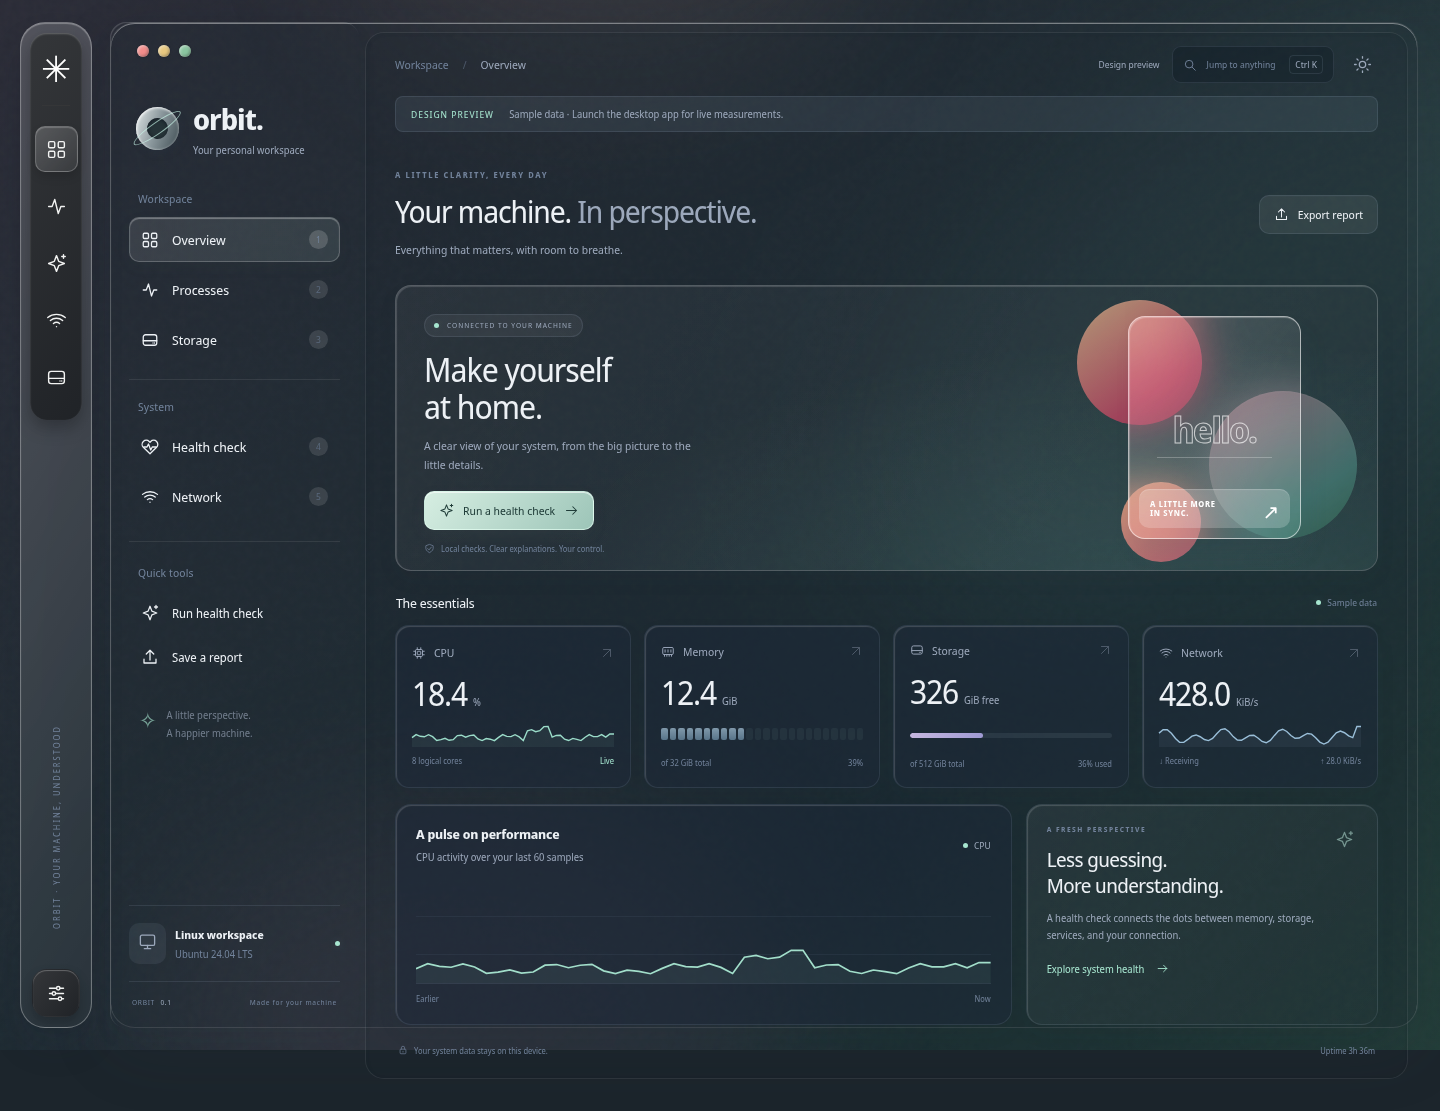 orbit.
Your personal workspace
Workspace
Overview 1
Processes 2
Storage 3
System
Health check 4
Network 5
Quick tools
Run health check
Save a report
A little perspective.
A happier machine.
Linux workspace
Ubuntu 24.04 LTS
ORBIT 0.1 Made for your machine
ORBIT · YOUR MACHINE, UNDERSTOOD
Workspace / Overview
Design preview
Jump to anything Ctrl K
DESIGN PREVIEW Sample data · Launch the desktop app for live measurements.
A LITTLE CLARITY, EVERY DAY
Your machine. In perspective.
Everything that matters, with room to breathe.
Export report
CONNECTED TO YOUR MACHINE
Make yourself
at home.
A clear view of your system, from the big picture to the
little details.
Run a health check →
Local checks. Clear explanations. Your control.
hello.
A LITTLE MORE
IN SYNC. ↗
The essentials
Sample data
CPU
18.4 %
8 logical cores Live
Memory
12.4 GiB
of 32 GiB total 39%
Storage
326 GiB free
of 512 GiB total 36% used
Network
428.0 KiB/s
↓ Receiving ↑ 28.0 KiB/s
A pulse on performance
CPU activity over your last 60 samples
CPU
Earlier Now
A FRESH PERSPECTIVE
Less guessing.
More understanding.
A health check connects the dots between memory, storage,
services, and your connection.
Explore system health →
Your system data stays on this device.
Uptime 3h 36m